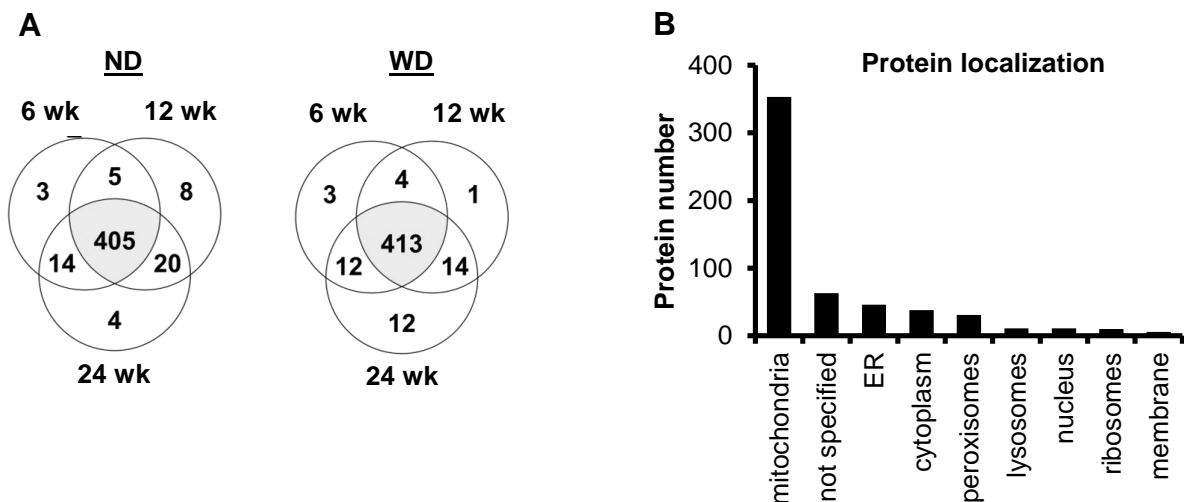 A
ND
6 wk
12 wk
3
5
8
405
14
20
4
24 wk
WD
6 wk
12 wk
3
4
1
413
12
14
12
24 wk
B
Protein localization
Protein number
400
300
200
100
0
mitochondria
not specified
ER
cytoplasm
peroxisomes
lysosomes
nucleus
ribosomes
membrane